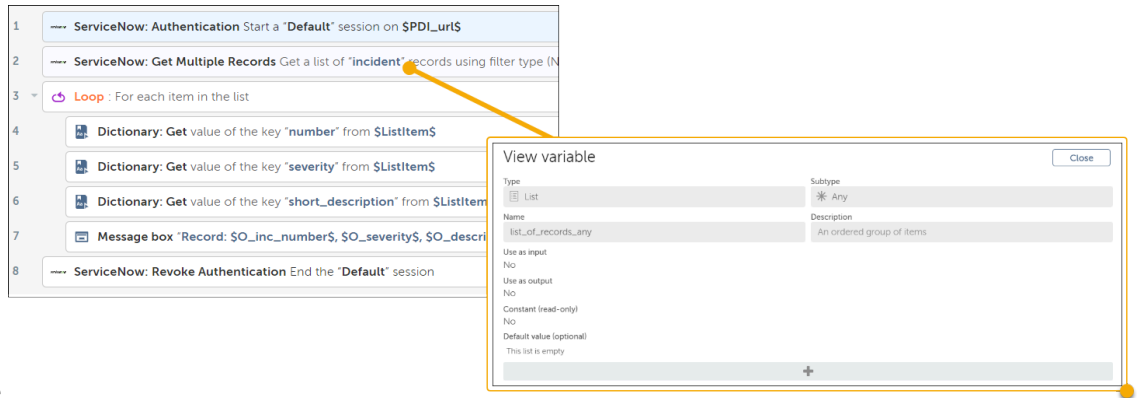 1 ServiceNow: Authentication Start a "Default" session on $PDI_url$
2 ServiceNow: Get Multiple Records Get a list of "incident" records using filter type (N
3 Loop : For each item in the list
4 Dictionary: Get value of the key "number" from $ListItem$
5 Dictionary: Get value of the key "severity" from $ListItem$
6 Dictionary: Get value of the key "short_description" from $ListItem
7 Message box "Record: $O_inc_number$, $O_severity$, $O_descri
8 ServiceNow: Revoke Authentication End the "Default" session
View variable
Close
Type Subtype
List Any
Name Description
list_of_records_any An ordered group of items
Use as input
No
Use as output
No
Constant (read-only)
No
Default value (optional)
This list is empty